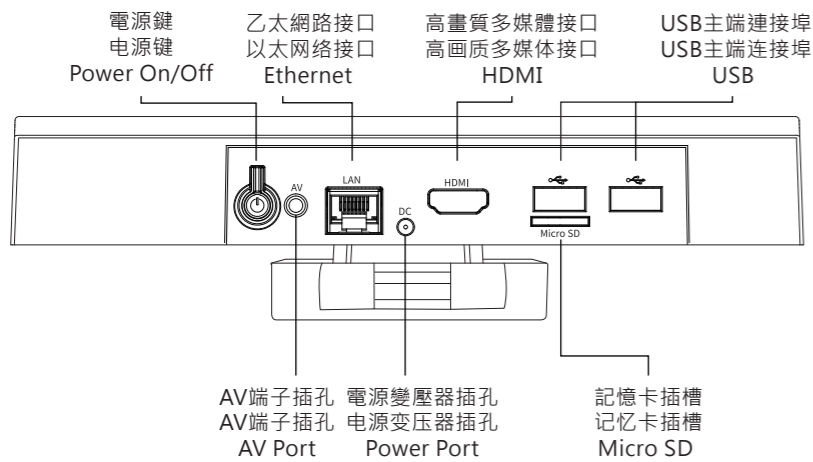 電源鍵
电源键
Power On/Off
乙太網路接口
以太网络接口
Ethernet
高畫質多媒體接口
高画质多媒体接口
HDMI
USB主端連接埠
USB主端连接埠
USB
AV
LAN
DC
HDMI
Micro SD
AV端子插孔
AV端子插孔
AV Port
電源變壓器插孔
电源变压器插孔
Power Port
記憶卡插槽
记忆卡插槽
Micro SD